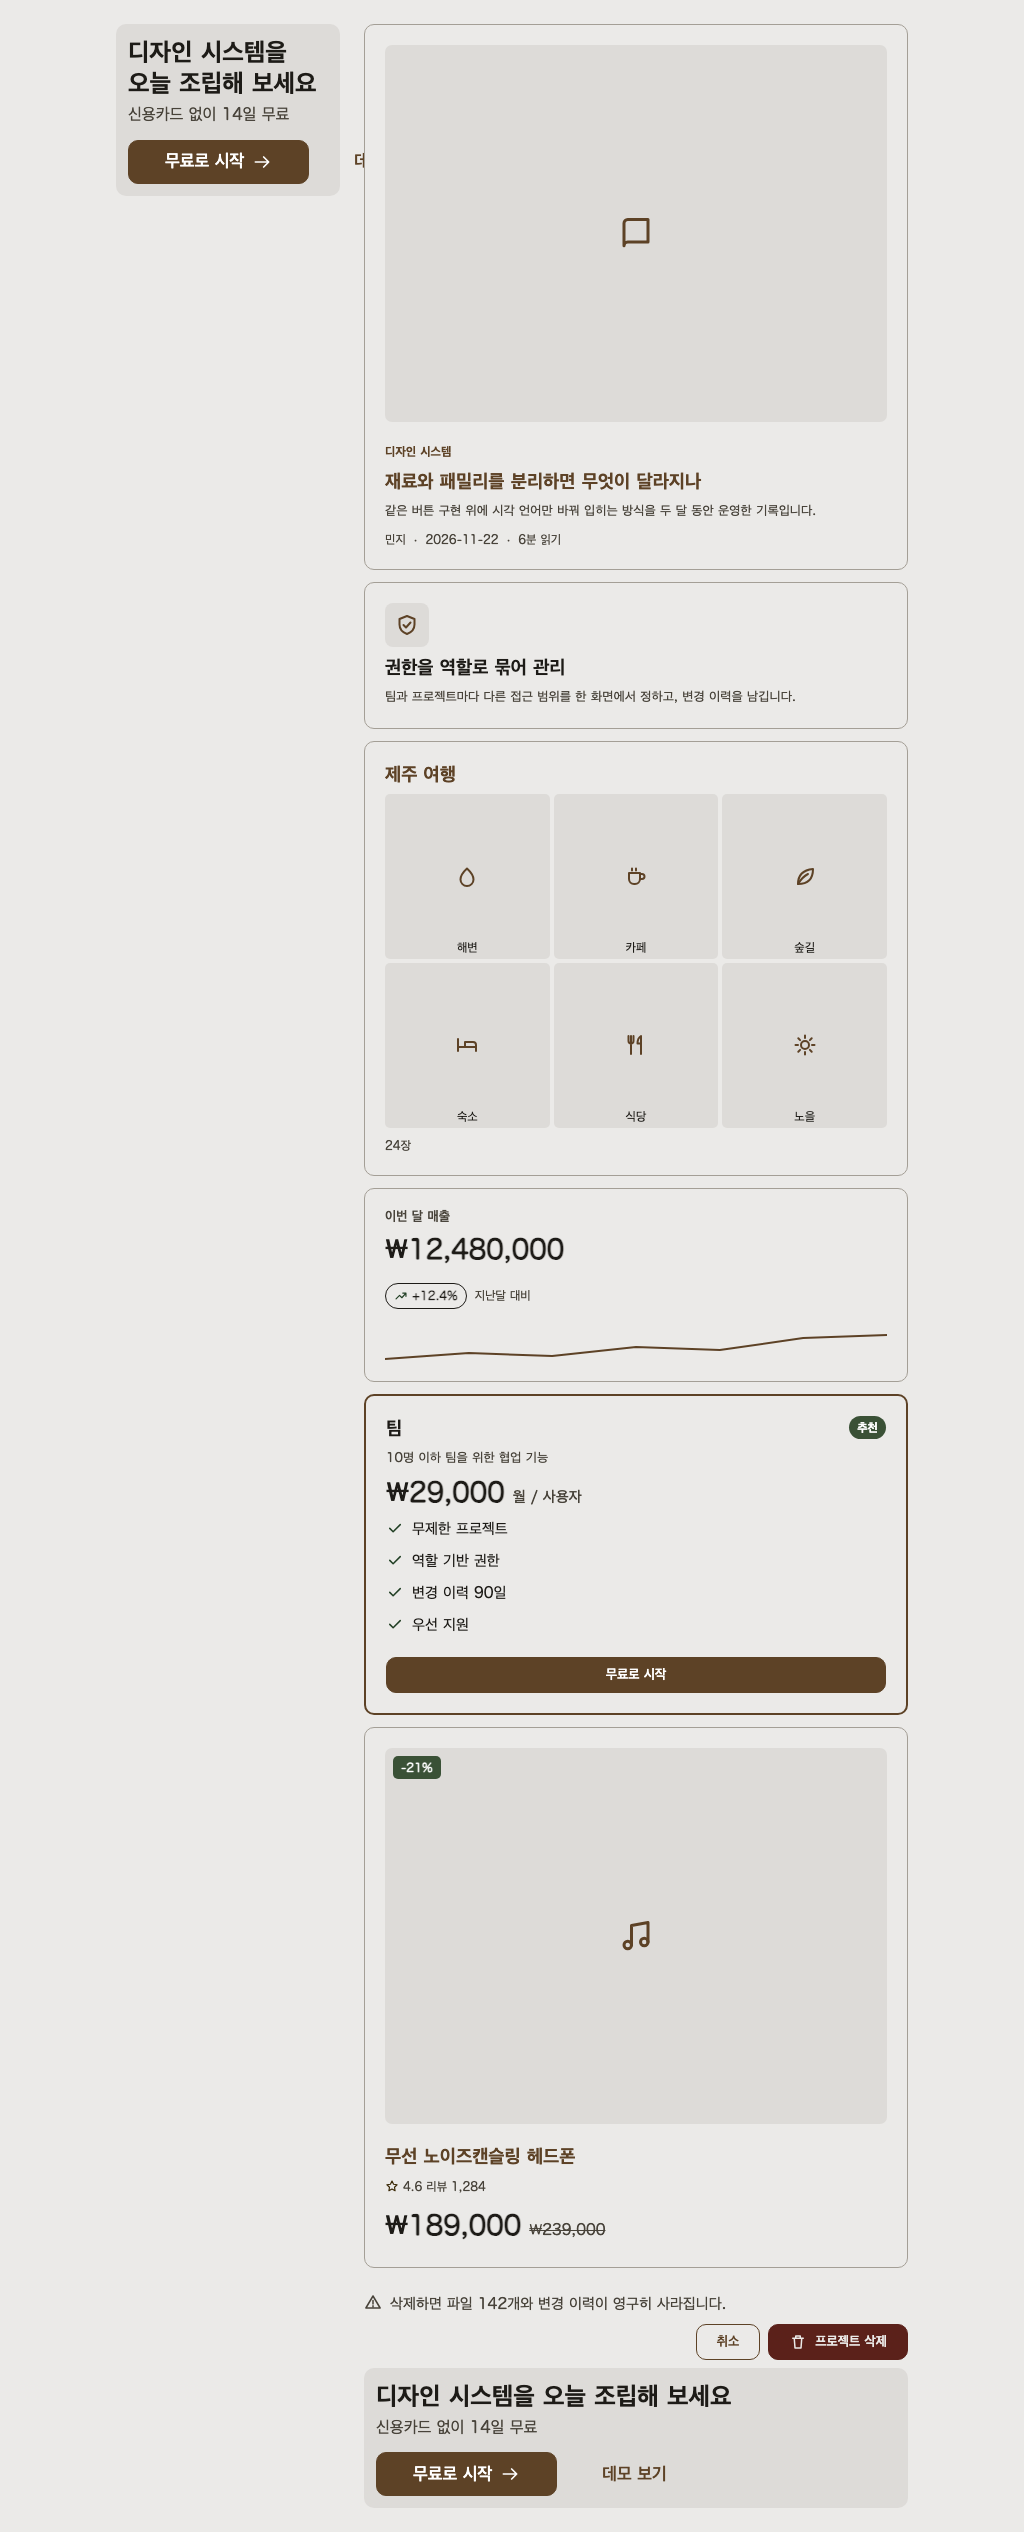 디자인 시스템을
오늘 조립해 보세요
신용카드 없이 14일 무료
무료로 시작
데
디자인 시스템
재료와 패밀리를 분리하면 무엇이 달라지나
같은 버튼 구현 위에 시각 언어만 바꿔 입히는 방식을 두 달 동안 운영한 기록입니다.
민지 · 2026-11-22 · 6분 읽기
권한을 역할로 묶어 관리
팀과 프로젝트마다 다른 접근 범위를 한 화면에서 정하고, 변경 이력을 남깁니다.
제주 여행
해변 카페 숲길
숙소 식당 노을
24장
이번 달 매출
₩12,480,000
+12.4% 지난달 대비
팀 추천
10명 이하 팀을 위한 협업 기능
₩29,000 월 / 사용자
무제한 프로젝트
역할 기반 권한
변경 이력 90일
우선 지원
무료로 시작
-21%
무선 노이즈캔슬링 헤드폰
4.6 리뷰 1,284
₩189,000 ₩239,000
삭제하면 파일 142개와 변경 이력이 영구히 사라집니다.
취소 프로젝트 삭제
디자인 시스템을 오늘 조립해 보세요
신용카드 없이 14일 무료
무료로 시작 데모 보기